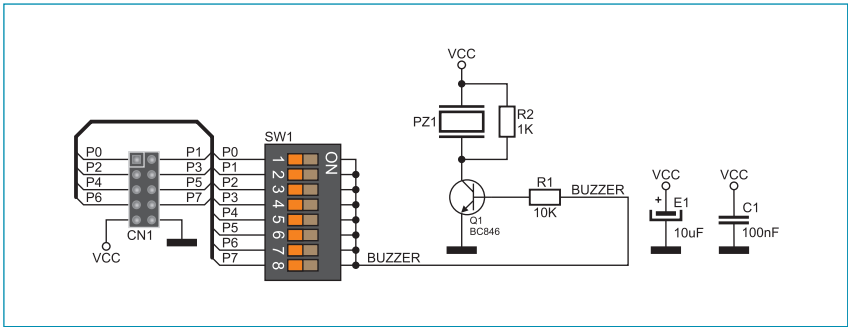 VCC
PZ1
R2
1K
SW1
P0 P1 P0
P2 P3 P1
P4 P5 P2
P6 P7 P3
P4
P5
P6
P7
CN1
VCC
1 ON
2
3
4
5
6
7
8
BUZZER
Q1
BC846
R1
10K
BUZZER
VCC
+ E1
10uF
VCC
C1
100nF